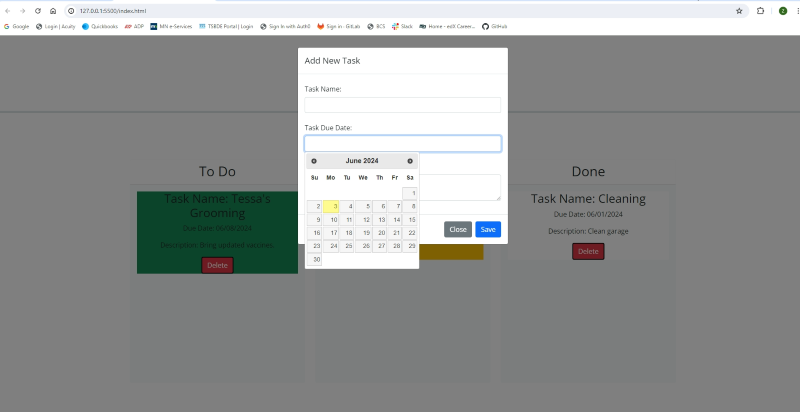 127.0.0.1:5500/index.html
Google Login | Acuity Quickbooks ADP MN e-Services TSBDE Portal | Login Sign In with Auth0 Sign in · GitLab BCS Slack Home - edX Career... GitHub
Add New Task
Task Name:
Task Due Date:
June 2024
Su Mo Tu We Th Fr Sa
1
2 3 4 5 6 7 8
9 10 11 12 13 14 15
16 17 18 19 20 21 22
23 24 25 26 27 28 29
30
Close Save
To Do
Task Name: Tessa's
Grooming
Due Date: 06/08/2024
Description: Bring updated vaccines
Delete
Done
Task Name: Cleaning
Due Date: 06/01/2024
Description: Clean garage
Delete